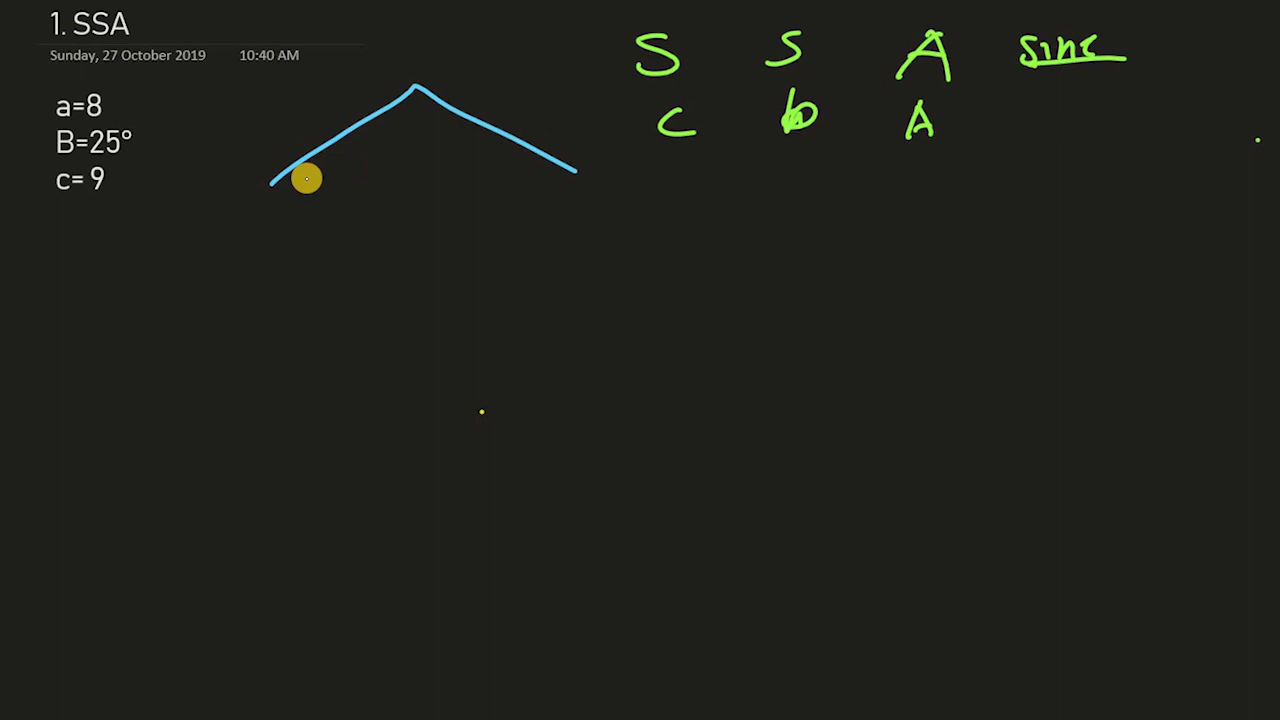 1. SSA
Sunday, 27 October 2019 10:40 AM
a=8
B=25°
c= 9
S S A sine
c b A